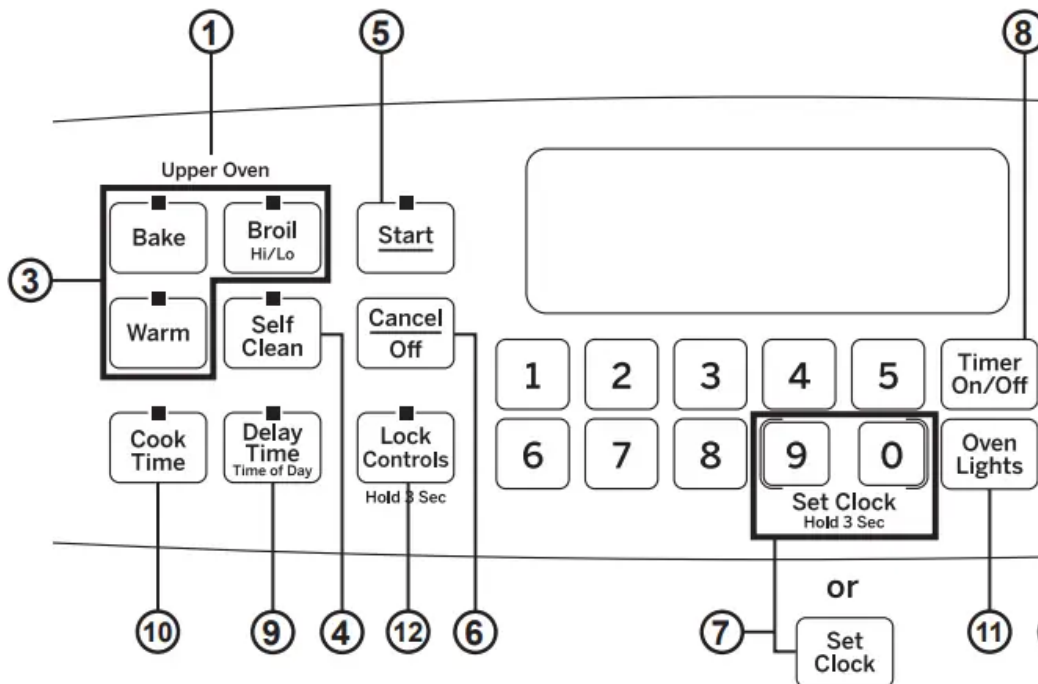 1
5
8
Upper Oven
Bake
Broil
Hi/Lo
Start
3
Warm
Self
Clean
Cancel
Off
1 2 3 4 5
Timer
On/Off
6 7 8 9 0
Oven
Lights
Cook
Time
Delay
Time
Time of Day
Lock
Controls
Hold 3 Sec
Set Clock
Hold 3 Sec
or
Set
Clock
10
9
4
12
6
7
11